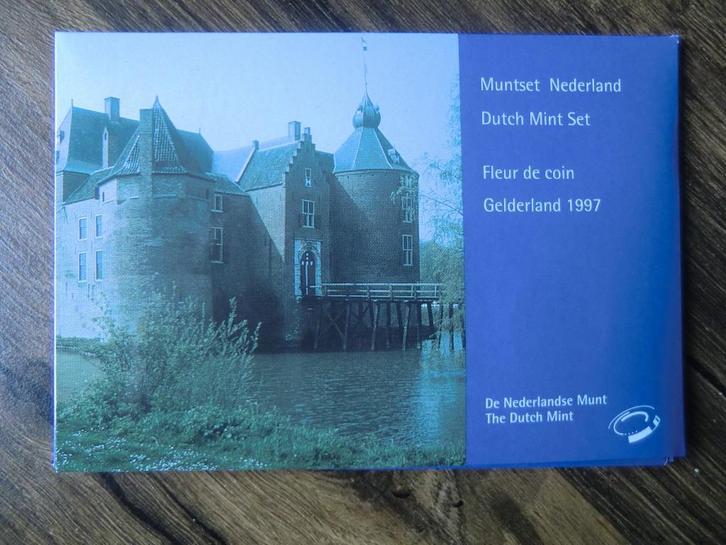 Muntset Nederland
Dutch Mint Set
Fleur de coin
Gelderland 1997
De Nederlandse Munt
The Dutch Mint